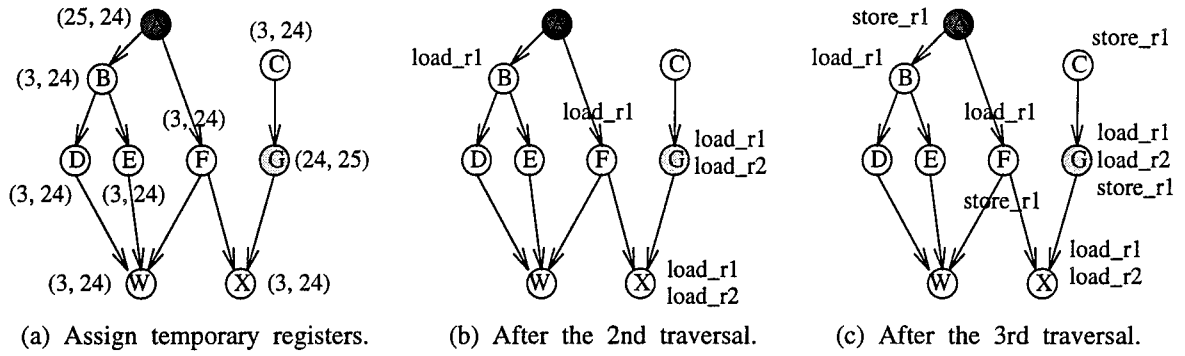 (25, 24)
(3, 24)
C
(3, 24)
B
(3, 24)
D
E
F
G
(24, 25)
(3, 24)
(3, 24)
(3, 24)
W
X
(3, 24)
(a) Assign temporary registers.
load_r1
B
C
load_r1
D
E
F
G
load_r1
load_r2
W
X
load_r1
load_r2
(b) After the 2nd traversal.
store_r1
A
store_r1
load_r1
B
C
load_r1
D
E
F
G
load_r1
load_r2
store_r1
store_r1
W
X
load_r1
load_r2
(c) After the 3rd traversal.